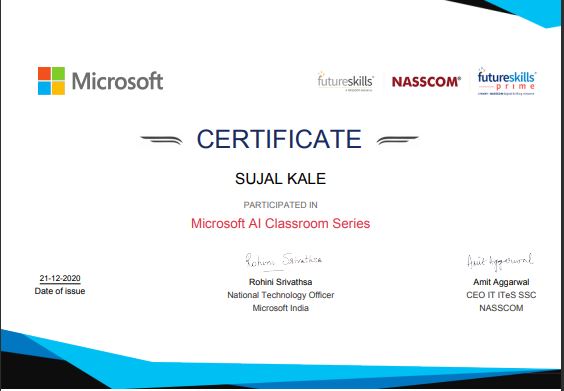 Microsoft
futureskills
NASSCOM®
futureskills
prime
CERTIFICATE
SUJAL KALE
PARTICIPATED IN
Microsoft AI Classroom Series
Rohini Srivathsa
Amit Aggarwal
21-12-2020
Date of issue
Rohini Srivathsa
National Technology Officer
Microsoft India
Amit Aggarwal
CEO IT ITeS SSC
NASSCOM